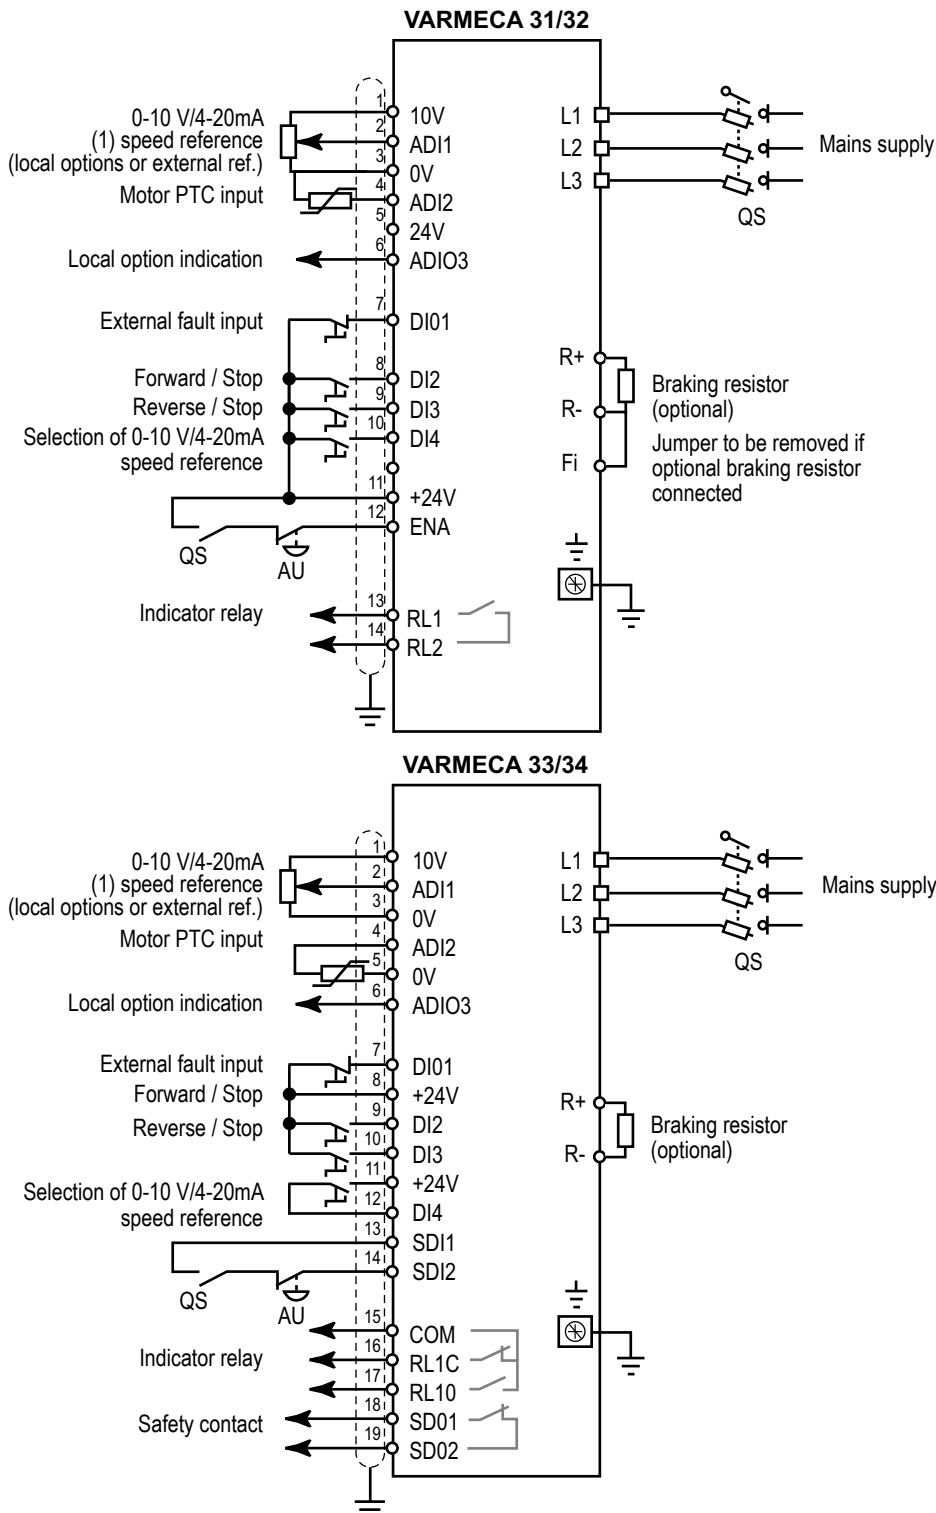 VARMECA 31/32
0-10 V/4-20mA
(1) speed reference
(local options or external ref.)
Motor PTC input
Local option indication
External fault input
Forward / Stop
Reverse / Stop
Selection of 0-10 V/4-20mA
speed reference
QS
AU
Indicator relay
1
2
3
4
5
6
7
8
9
10
11
12
13
14
10V
ADI1
0V
ADI2
24V
ADIO3
DI01
DI2
DI3
DI4
+24V
ENA
RL1
RL2
L1
L2
L3
Mains supply
QS
R+
R-
Fi
Braking resistor
(optional)
Jumper to be removed if
optional braking resistor
connected
VARMECA 33/34
0-10 V/4-20mA
(1) speed reference
(local options or external ref.)
Motor PTC input
Local option indication
External fault input
Forward / Stop
Reverse / Stop
Selection of 0-10 V/4-20mA
speed reference
QS
AU
Indicator relay
Safety contact
1
2
3
4
5
6
7
8
9
10
11
12
13
14
15
16
17
18
19
10V
ADI1
0V
ADI2
0V
ADIO3
DI01
+24V
DI2
DI3
+24V
DI4
SDI1
SDI2
COM
RL1C
RL10
SD01
SD02
L1
L2
L3
Mains supply
QS
R+
R-
Braking resistor
(optional)